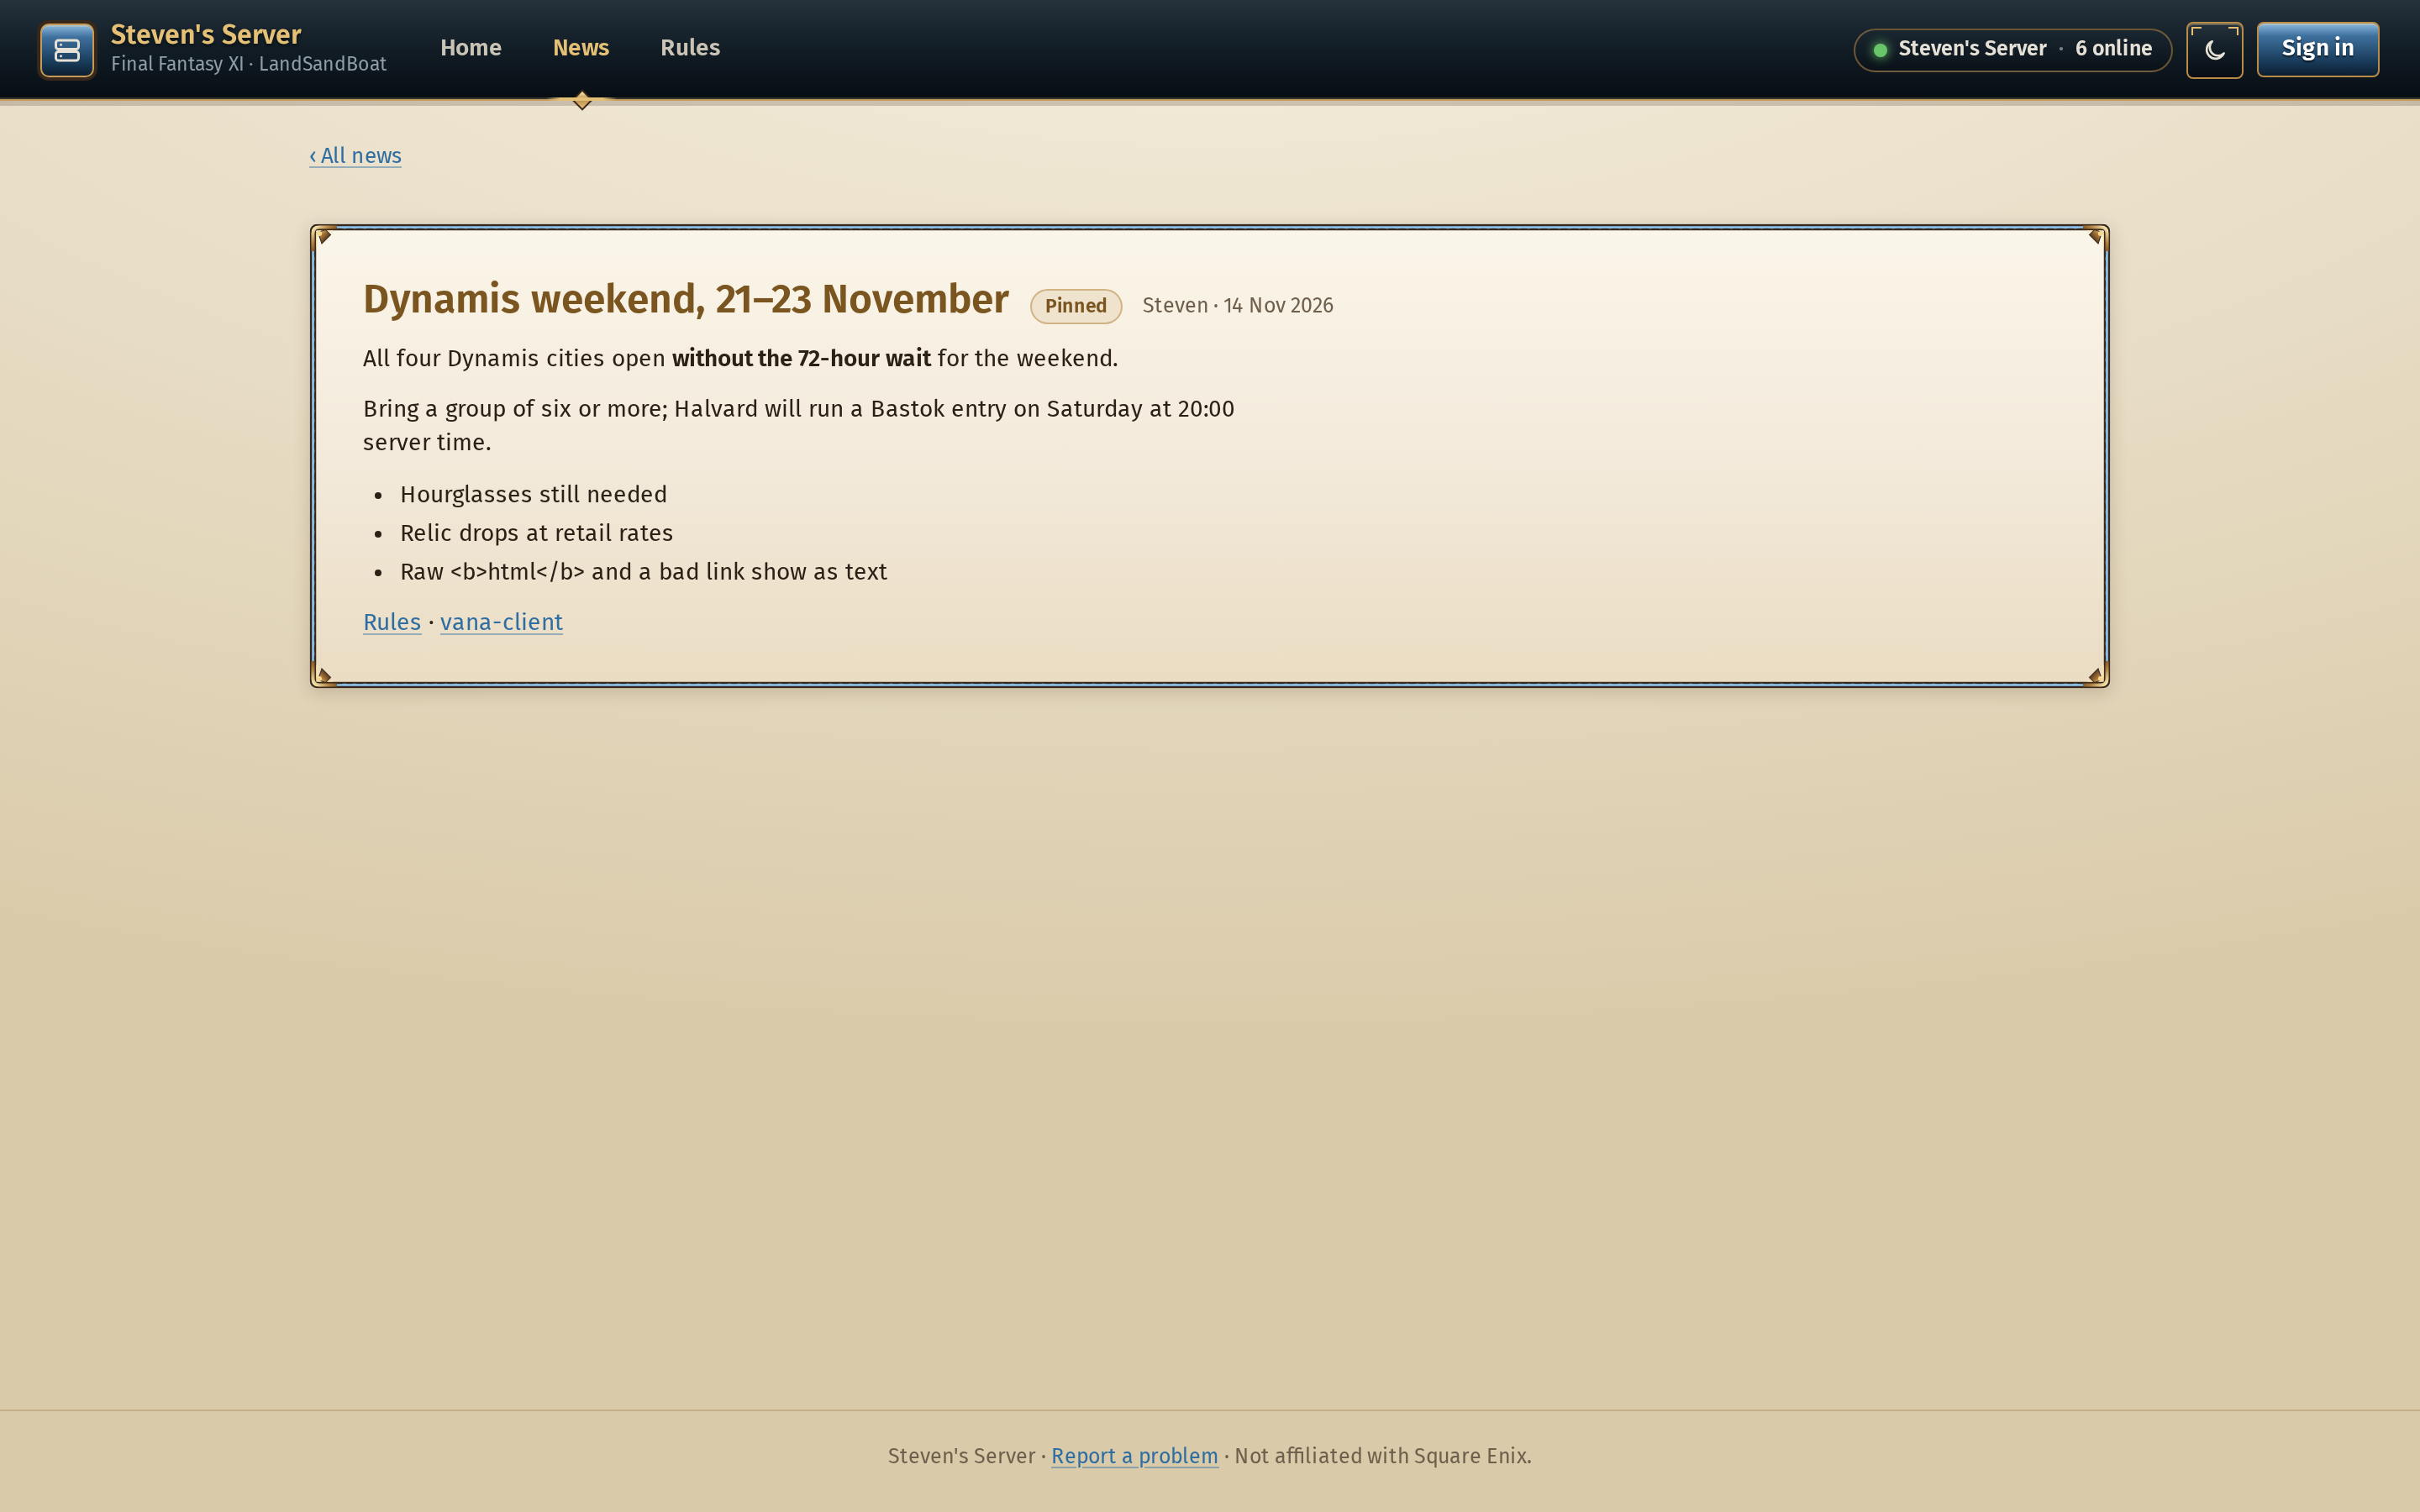 Steven's Server
Final Fantasy XI · LandSandBoat
Home
News
Rules
Steven's Server · 6 online
Sign in
‹ All news
Dynamis weekend, 21–23 November
Pinned
Steven · 14 Nov 2026
All four Dynamis cities open without the 72-hour wait for the weekend.
Bring a group of six or more; Halvard will run a Bastok entry on Saturday at 20:00
server time.
• Hourglasses still needed
• Relic drops at retail rates
• Raw <b>html</b> and a bad link show as text
Rules · vana-client
Steven's Server · Report a problem · Not affiliated with Square Enix.